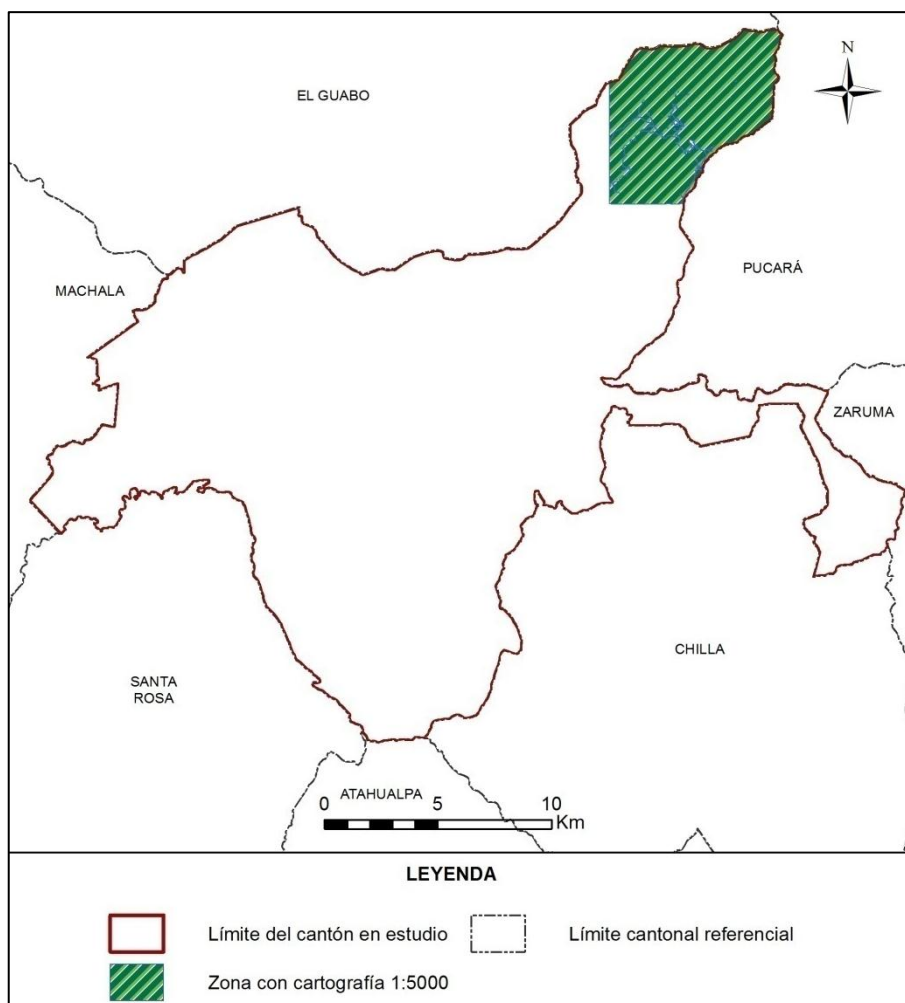 N
EL GUABO
PUCARÁ
MACHALA
ZARUMA
CHILLA
SANTA
ROSA
ATAHUALPA
0 5 10
Km
LEYENDA
Límite del cantón en estudio
Límite cantonal referencial
Zona con cartografía 1:5000